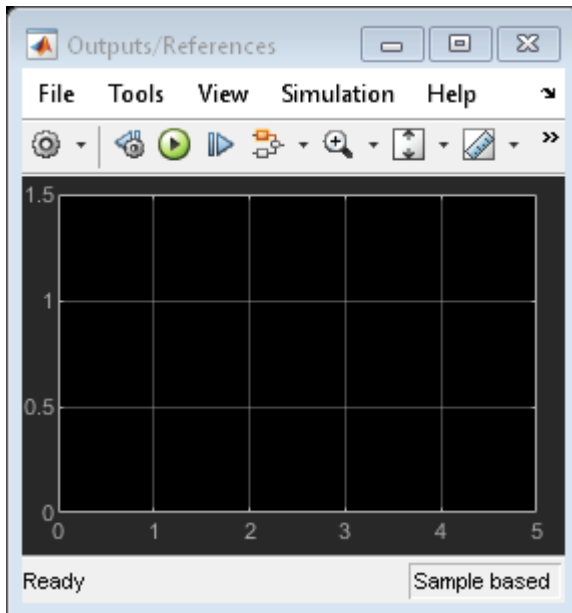 Outputs/References
File Tools View Simulation Help
1.5
1
0.5
0
0 1 2 3 4 5
Ready Sample based